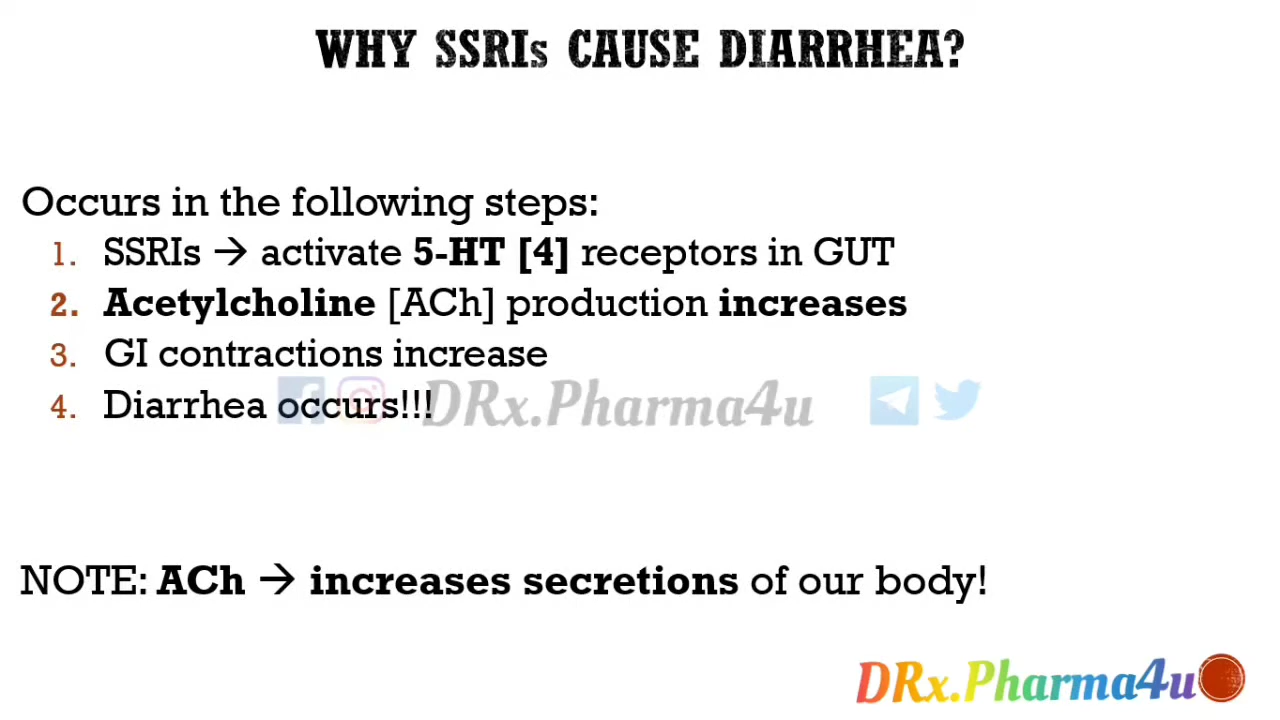 WHY SSRIs CAUSE DIARRHEA?
Occurs in the following steps:
1. SSRIs → activate 5-HT [4] receptors in GUT
2. Acetylcholine [ACh] production increases
3. GI contractions increase
4. Diarrhea occurs!!!
DRx.Pharma4u
NOTE: ACh → increases secretions of our body!
DRx.Pharma4u